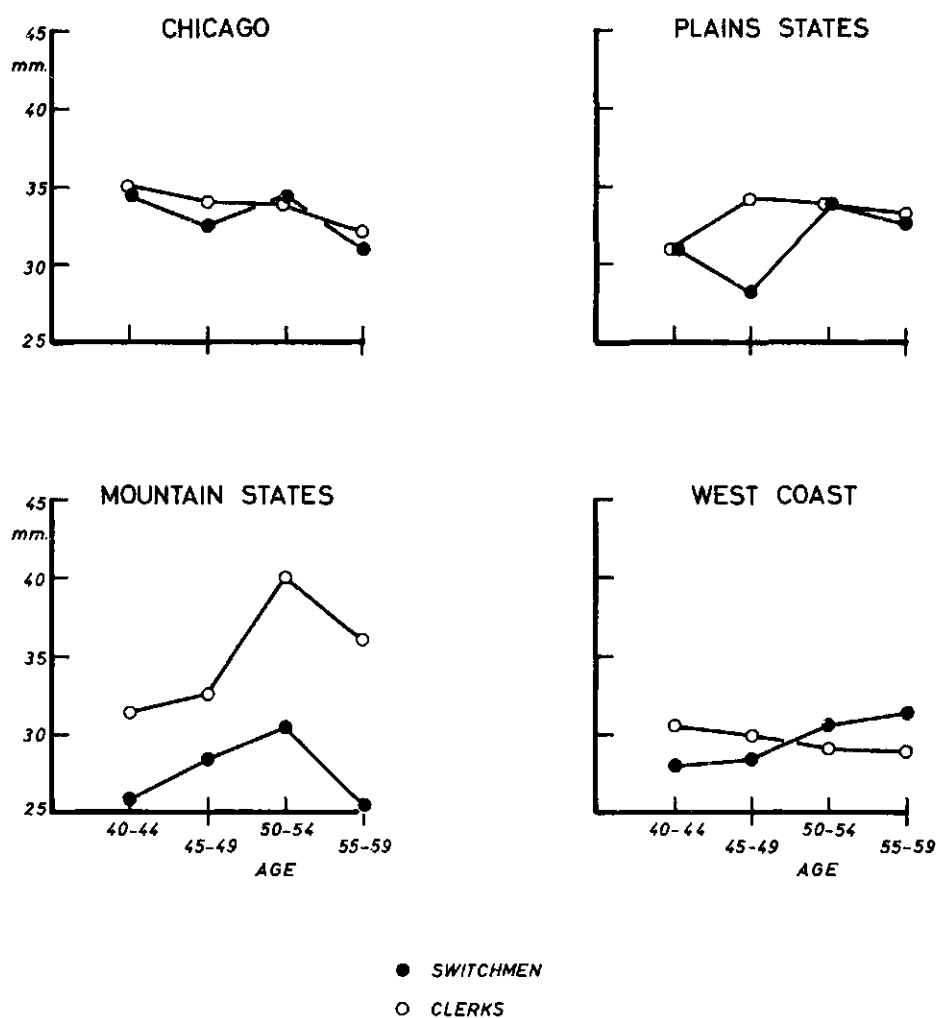 CHICAGO
PLAINS STATES
45
mm.
40
35
30
25
MOUNTAIN STATES
WEST COAST
45
mm.
40
35
30
25
40-44
50-54
40-44
50-54
45-49
55-59
45-49
55-59
AGE
AGE
SWITCHMEN
CLERKS